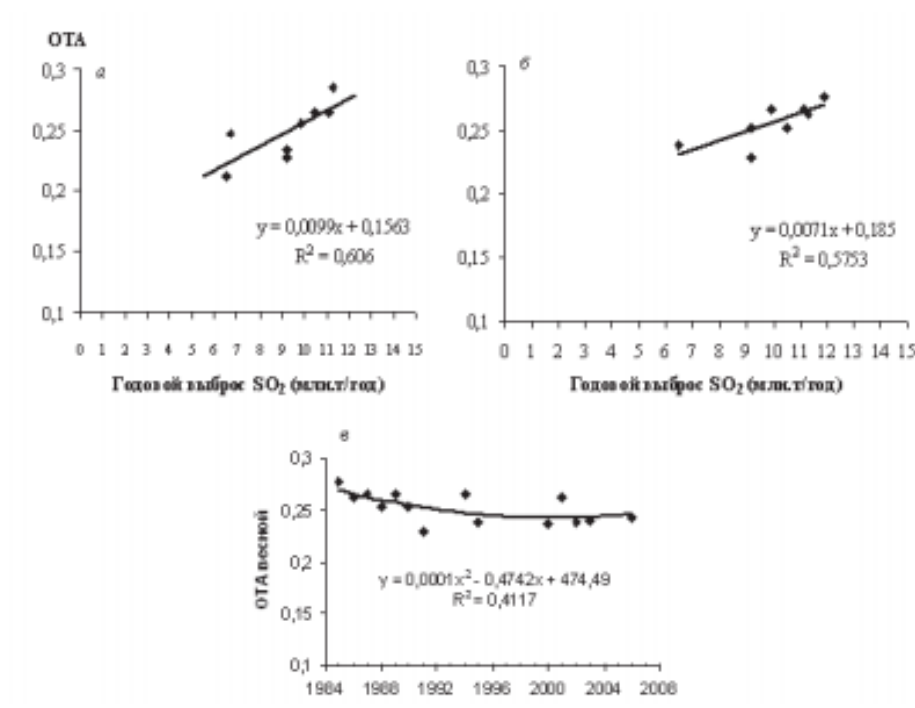 ОТА
0,3 а
0,25
0,2
0,15
0,1
y = 0,0099x + 0,1563
R² = 0,606
0 1 2 3 4 5 6 7 8 9 10 11 12 13 14 15
Годовой выброс SO₂ (млн.т/год)
0,3 б
0,25
0,2
0,15
0,1
y = 0,0071x + 0,185
R² = 0,5753
0 1 2 3 4 5 7 8 9 10 11 12 13 14 15
Годовой выброс SO₂ (млн.т/год)
в
0,3
0,25
0,2
0,15
0,1
ОТА весной
y = 0,0001x² - 0,4742x + 474,49
R² = 0,4117
1984 1988 1992 1996 2000 2004 2008